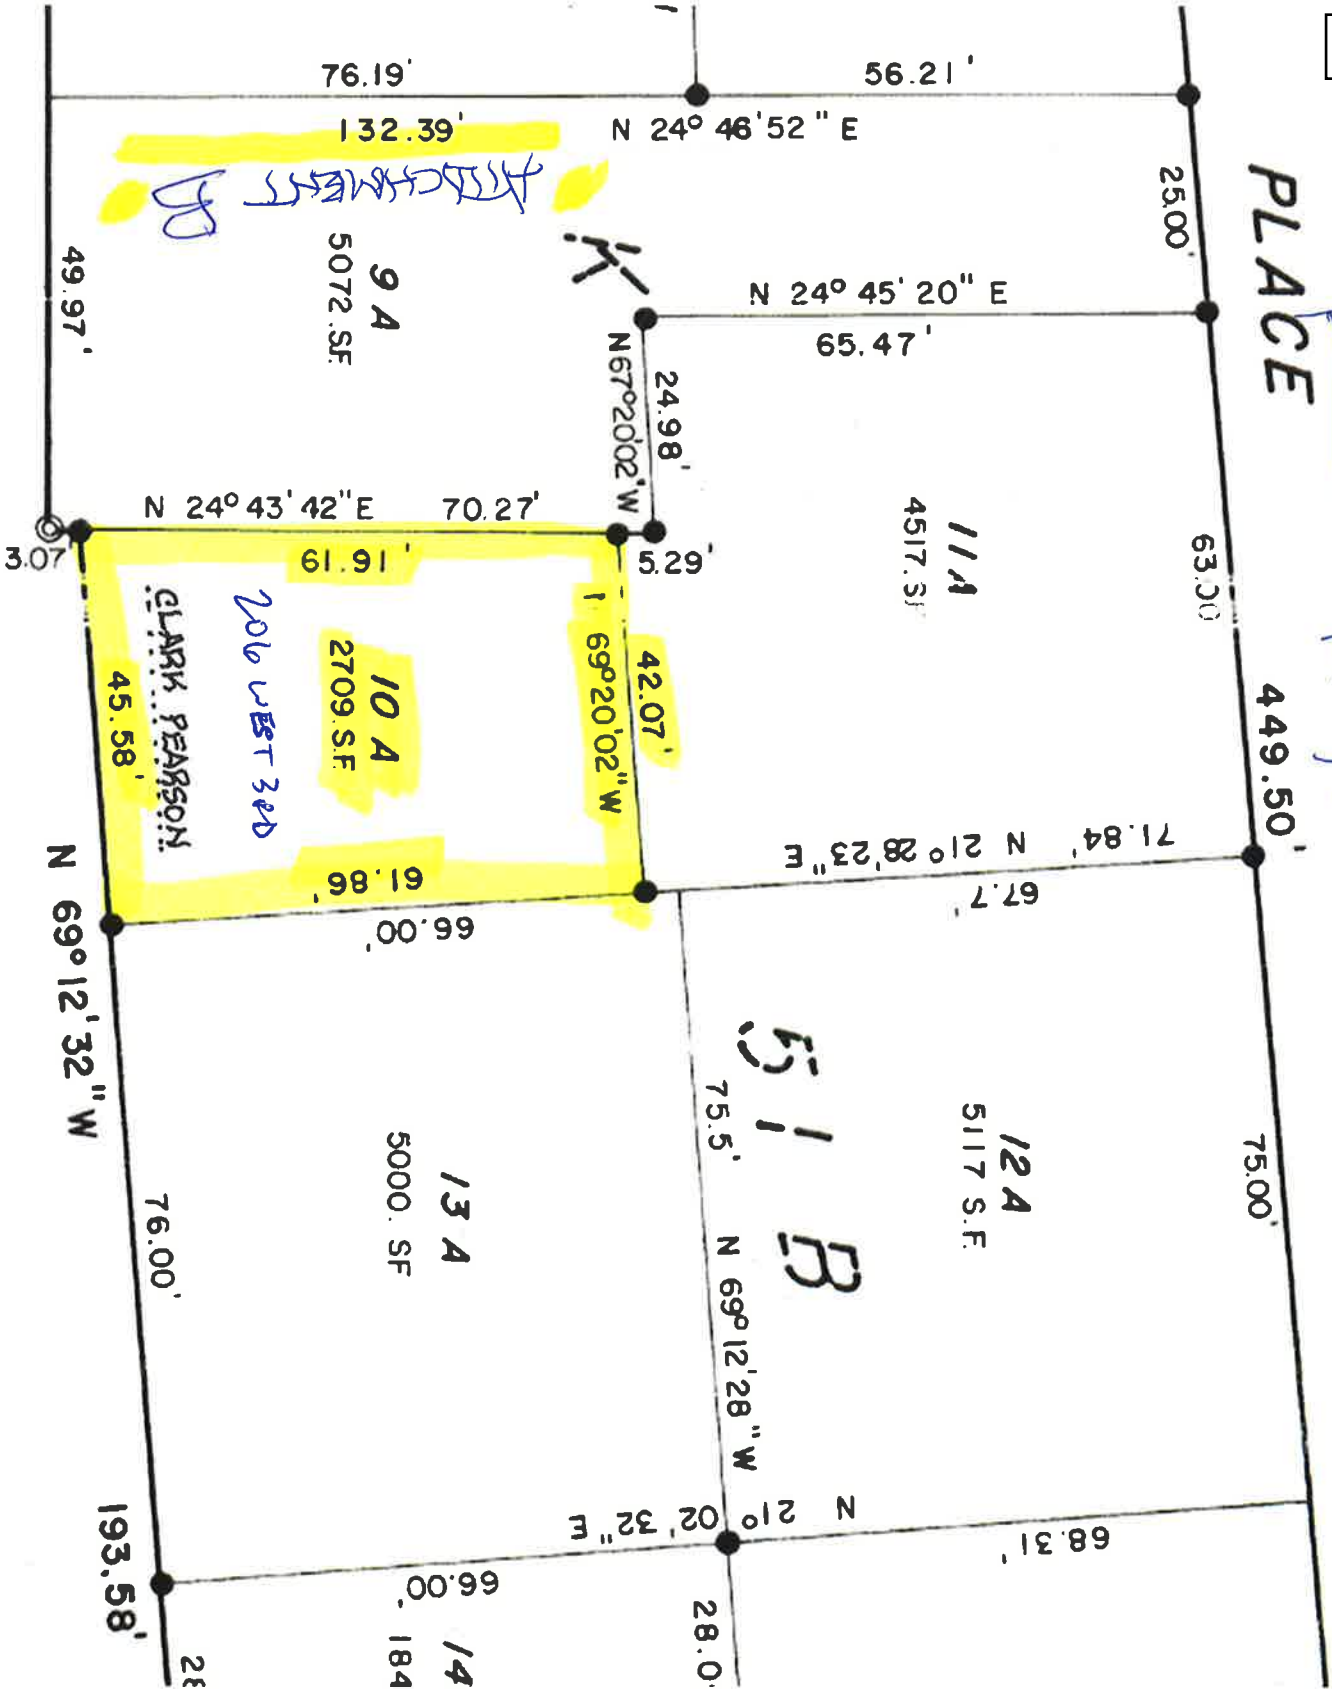 76.19'
56.21'
132.39'
N 24° 46' 52" E
ATTACHMENT B
PLACE
25.00'
K
9 A
5072.S.F.
49.97'
N 24° 45' 20" E
65.47'
24.98'
N 67°20'02" W
N 24° 43' 42" E
70.27'
5.29'
3.07'
61.91'
11A
4517. S.F
63.00
449.50'
42.07'
69°20'02" W
10 A
2709.S.F.
206 WEST 3RD
CLARK PEARSON
45.58'
61.86'
66.00'
N 21° 28' 23" E
71.84'
67.7'
N 69° 12' 32" W
51 B
75.5'
N 69° 12' 28" W
12 A
5117 S.F.
75.00'
13 A
5000. SF
76.00'
N 21° 02' 32" E
68.31'
66.00'
193.58'
28.0
14
184
28